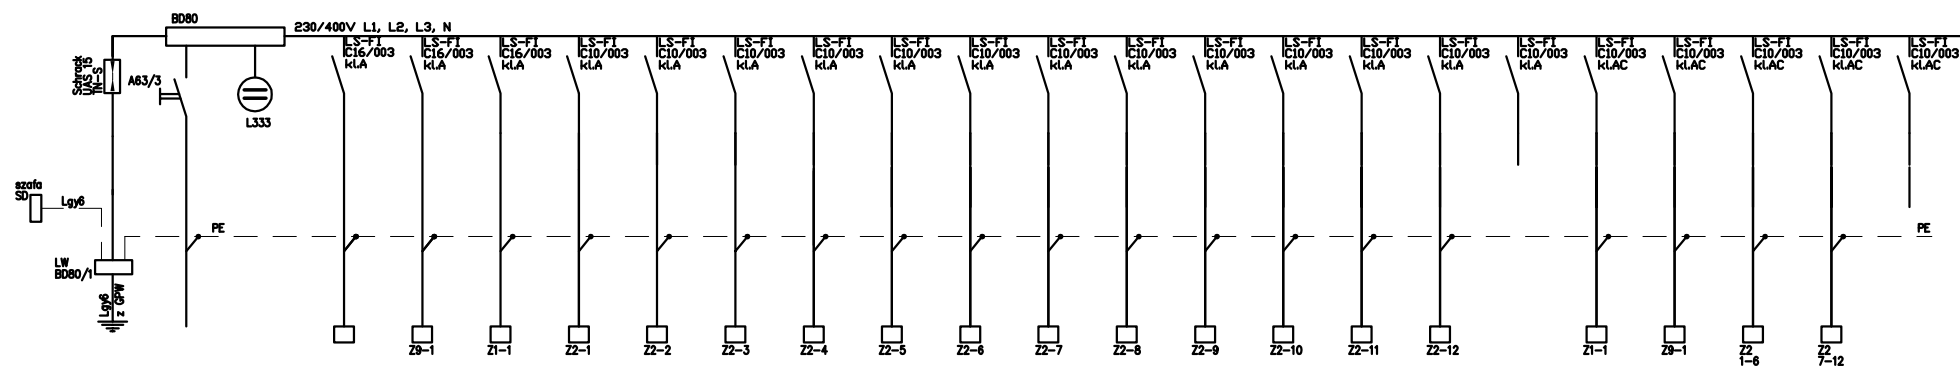 BD80
230/400V L1, L2, L3, N
Schrack
UAS 15
TN-S
A63/3
L333
LS-FI
C16/003
kl.A
LS-FI
C16/003
kl.A
LS-FI
C16/003
kl.A
LS-FI
C10/003
kl.A
LS-FI
C10/003
kl.A
LS-FI
C10/003
kl.A
LS-FI
C10/003
kl.A
LS-FI
C10/003
kl.A
LS-FI
C10/003
kl.A
LS-FI
C10/003
kl.A
LS-FI
C10/003
kl.A
LS-FI
C10/003
kl.A
LS-FI
C10/003
kl.A
LS-FI
C10/003
kl.A
LS-FI
C10/003
kl.A
LS-FI
C10/003
kl.A
LS-FI
C10/003
kl.AC
LS-FI
C10/003
kl.AC
LS-FI
C10/003
kl.AC
LS-FI
C10/003
kl.AC
LS-FI
C10/003
kl.AC
szafa
SD
Lgy6
PE
PE
LW
BD80/1
Lgy6
z GPW
Z9-1
Z1-1
Z2-1
Z2-2
Z2-3
Z2-4
Z2-5
Z2-6
Z2-7
Z2-8
Z2-9
Z2-10
Z2-11
Z2-12
Z1-1
Z9-1
Z2
1-6
Z2
7-12